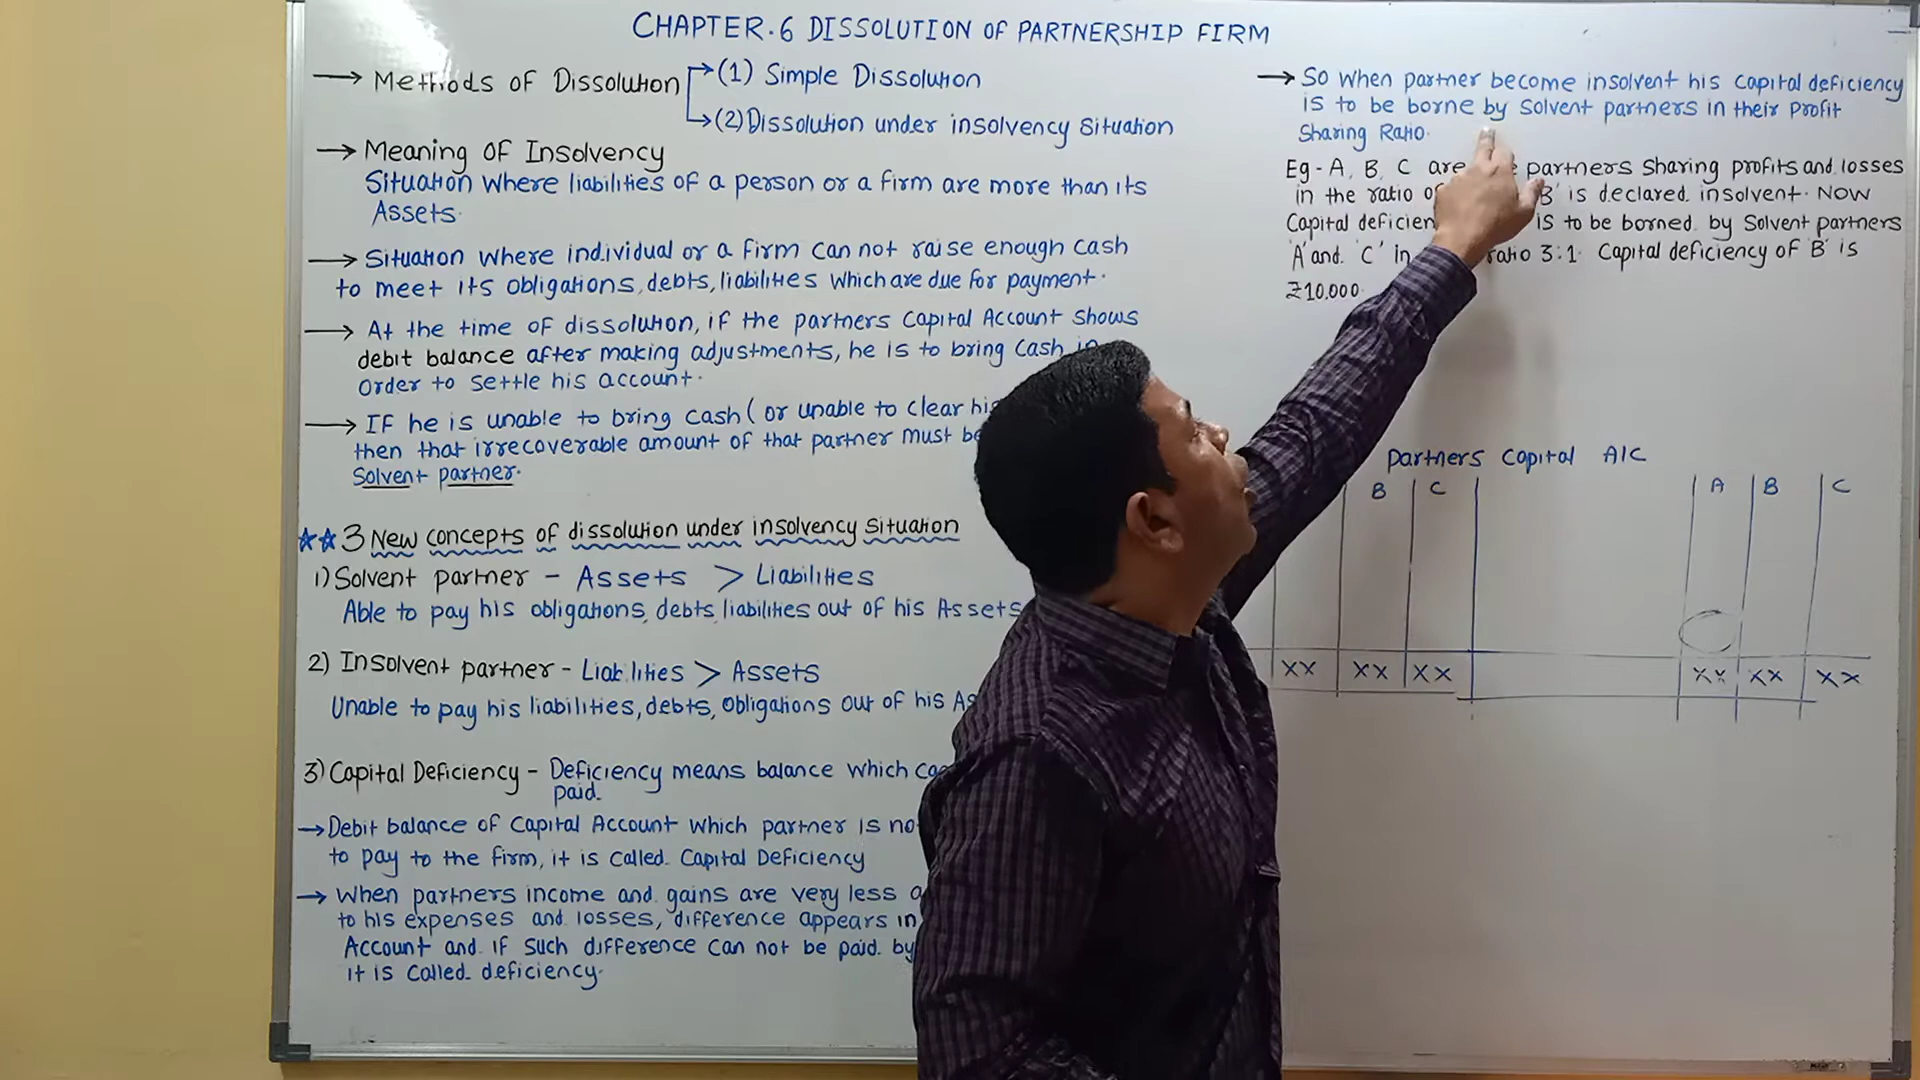 CHAPTER.6 DISSOLUTION OF PARTNERSHIP FIRM
→ Methods of Dissolution
→(1) Simple Dissolution
→(2) Dissolution under insolvency Situation
→ Meaning OF Insolvency
Situation where liabilities of a person or a firm are more than its
Assets.
→ Situation where individual or a firm can not raise enough cash
to meet its obligations, debts, liabilities which are due for payment.
→ At the time of dissolution, if the partners Capital Account shows
debit balance after making adjustments, he is to bring cash in
order to settle his account.
→ IF he is unable to bring cash (or unable to clear his
then that irrecoverable amount of that partner must be
Solvent partner.
★★3 New concepts of dissolution under insolvency Situation
1) Solvent partner - Assets > Liabilities
Able to pay his obligations, debts, liabilities out of his Assets
2) Insolvent partner - Liabilities > Assets
Unable to pay his liabilities, debts, obligations out of his
3) Capital Deficiency - Deficiency means balance which
paid.
→ Debit balance of Capital Account which partner is
to pay to the firm, it is called Capital Deficiency
→ When partners income and gains are very less
to his expenses and losses, difference appears in
Account and if such difference can not be paid by
it is called deficiency.
→ So when partner become insolvent his capital deficiency
is to be borne by solvent partners in their profit
Sharing Ratio.
Eg - A, B, C are partners sharing profits and losses
in the ratio of 'B' is declared insolvent. NOW
Capital is to be borned by Solvent partners
'A' and 'C' in ratio 3:1. Capital deficiency of 'B' is
₹10,000.
Partners Capital A/C
B C A B C
XX XX XX XX XX XX